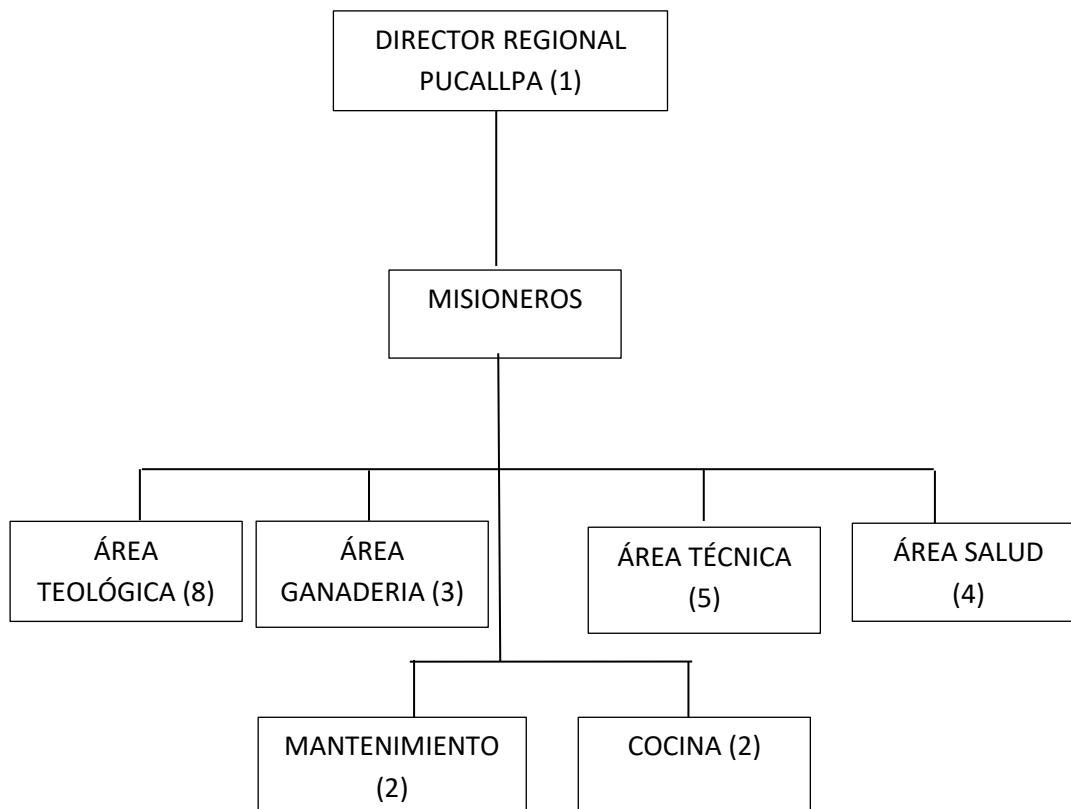 DIRECTOR REGIONAL
PUCALLPA (1)
MISIONEROS
ÁREA
TEOLÓGICA (8)
ÁREA
GANADERIA (3)
ÁREA TÉCNICA
(5)
ÁREA SALUD
(4)
MANTENIMIENTO
(2)
COCINA (2)